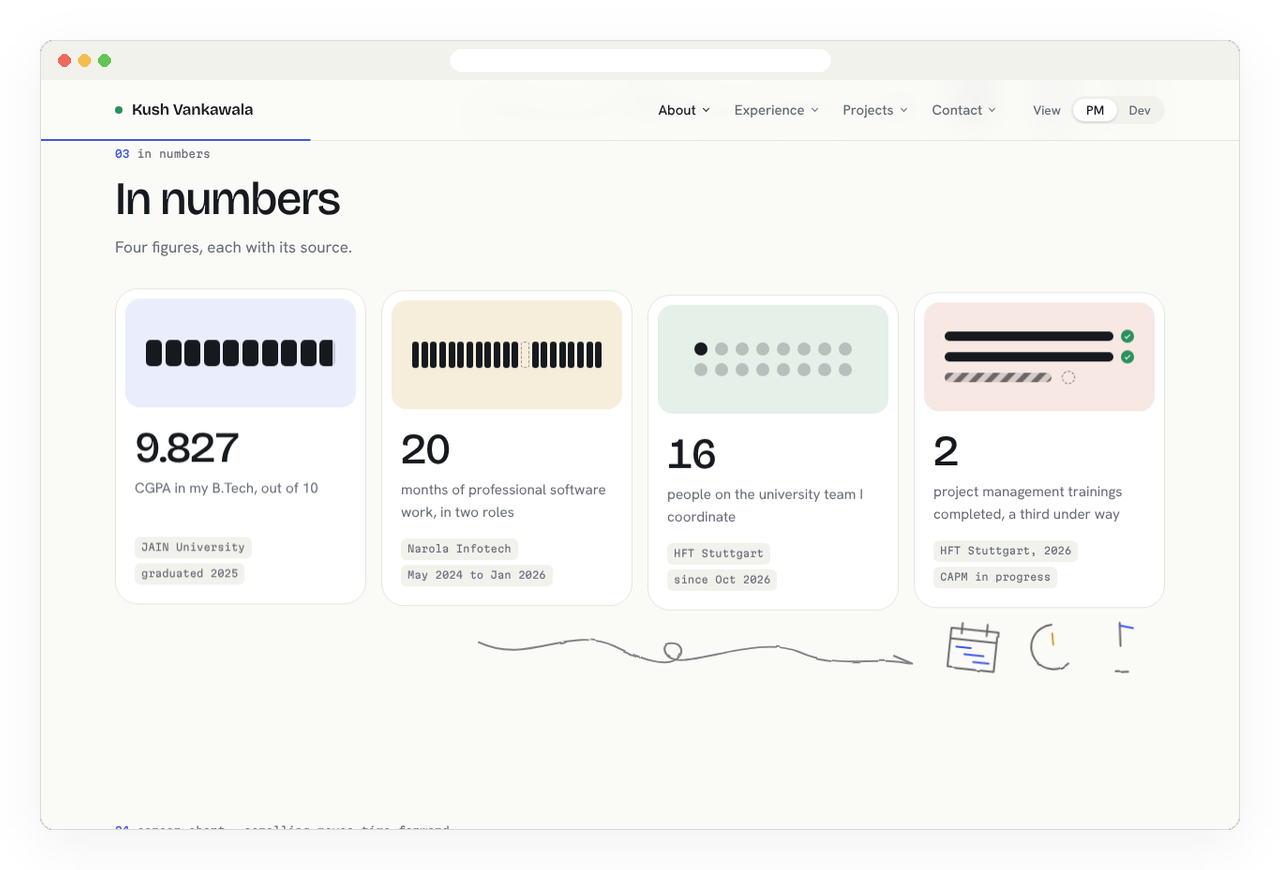 Kush Vankawala
About Experience Projects Contact View PM Dev
03 in numbers
In numbers
Four figures, each with its source.
9.827
CGPA in my B.Tech, out of 10
JAIN University
graduated 2025
20
months of professional software
work, in two roles
Narola Infotech
May 2024 to Jan 2026
16
people on the university team I
coordinate
HFT Stuttgart
since Oct 2026
2
project management trainings
completed, a third under way
HFT Stuttgart, 2026
CAPM in progress